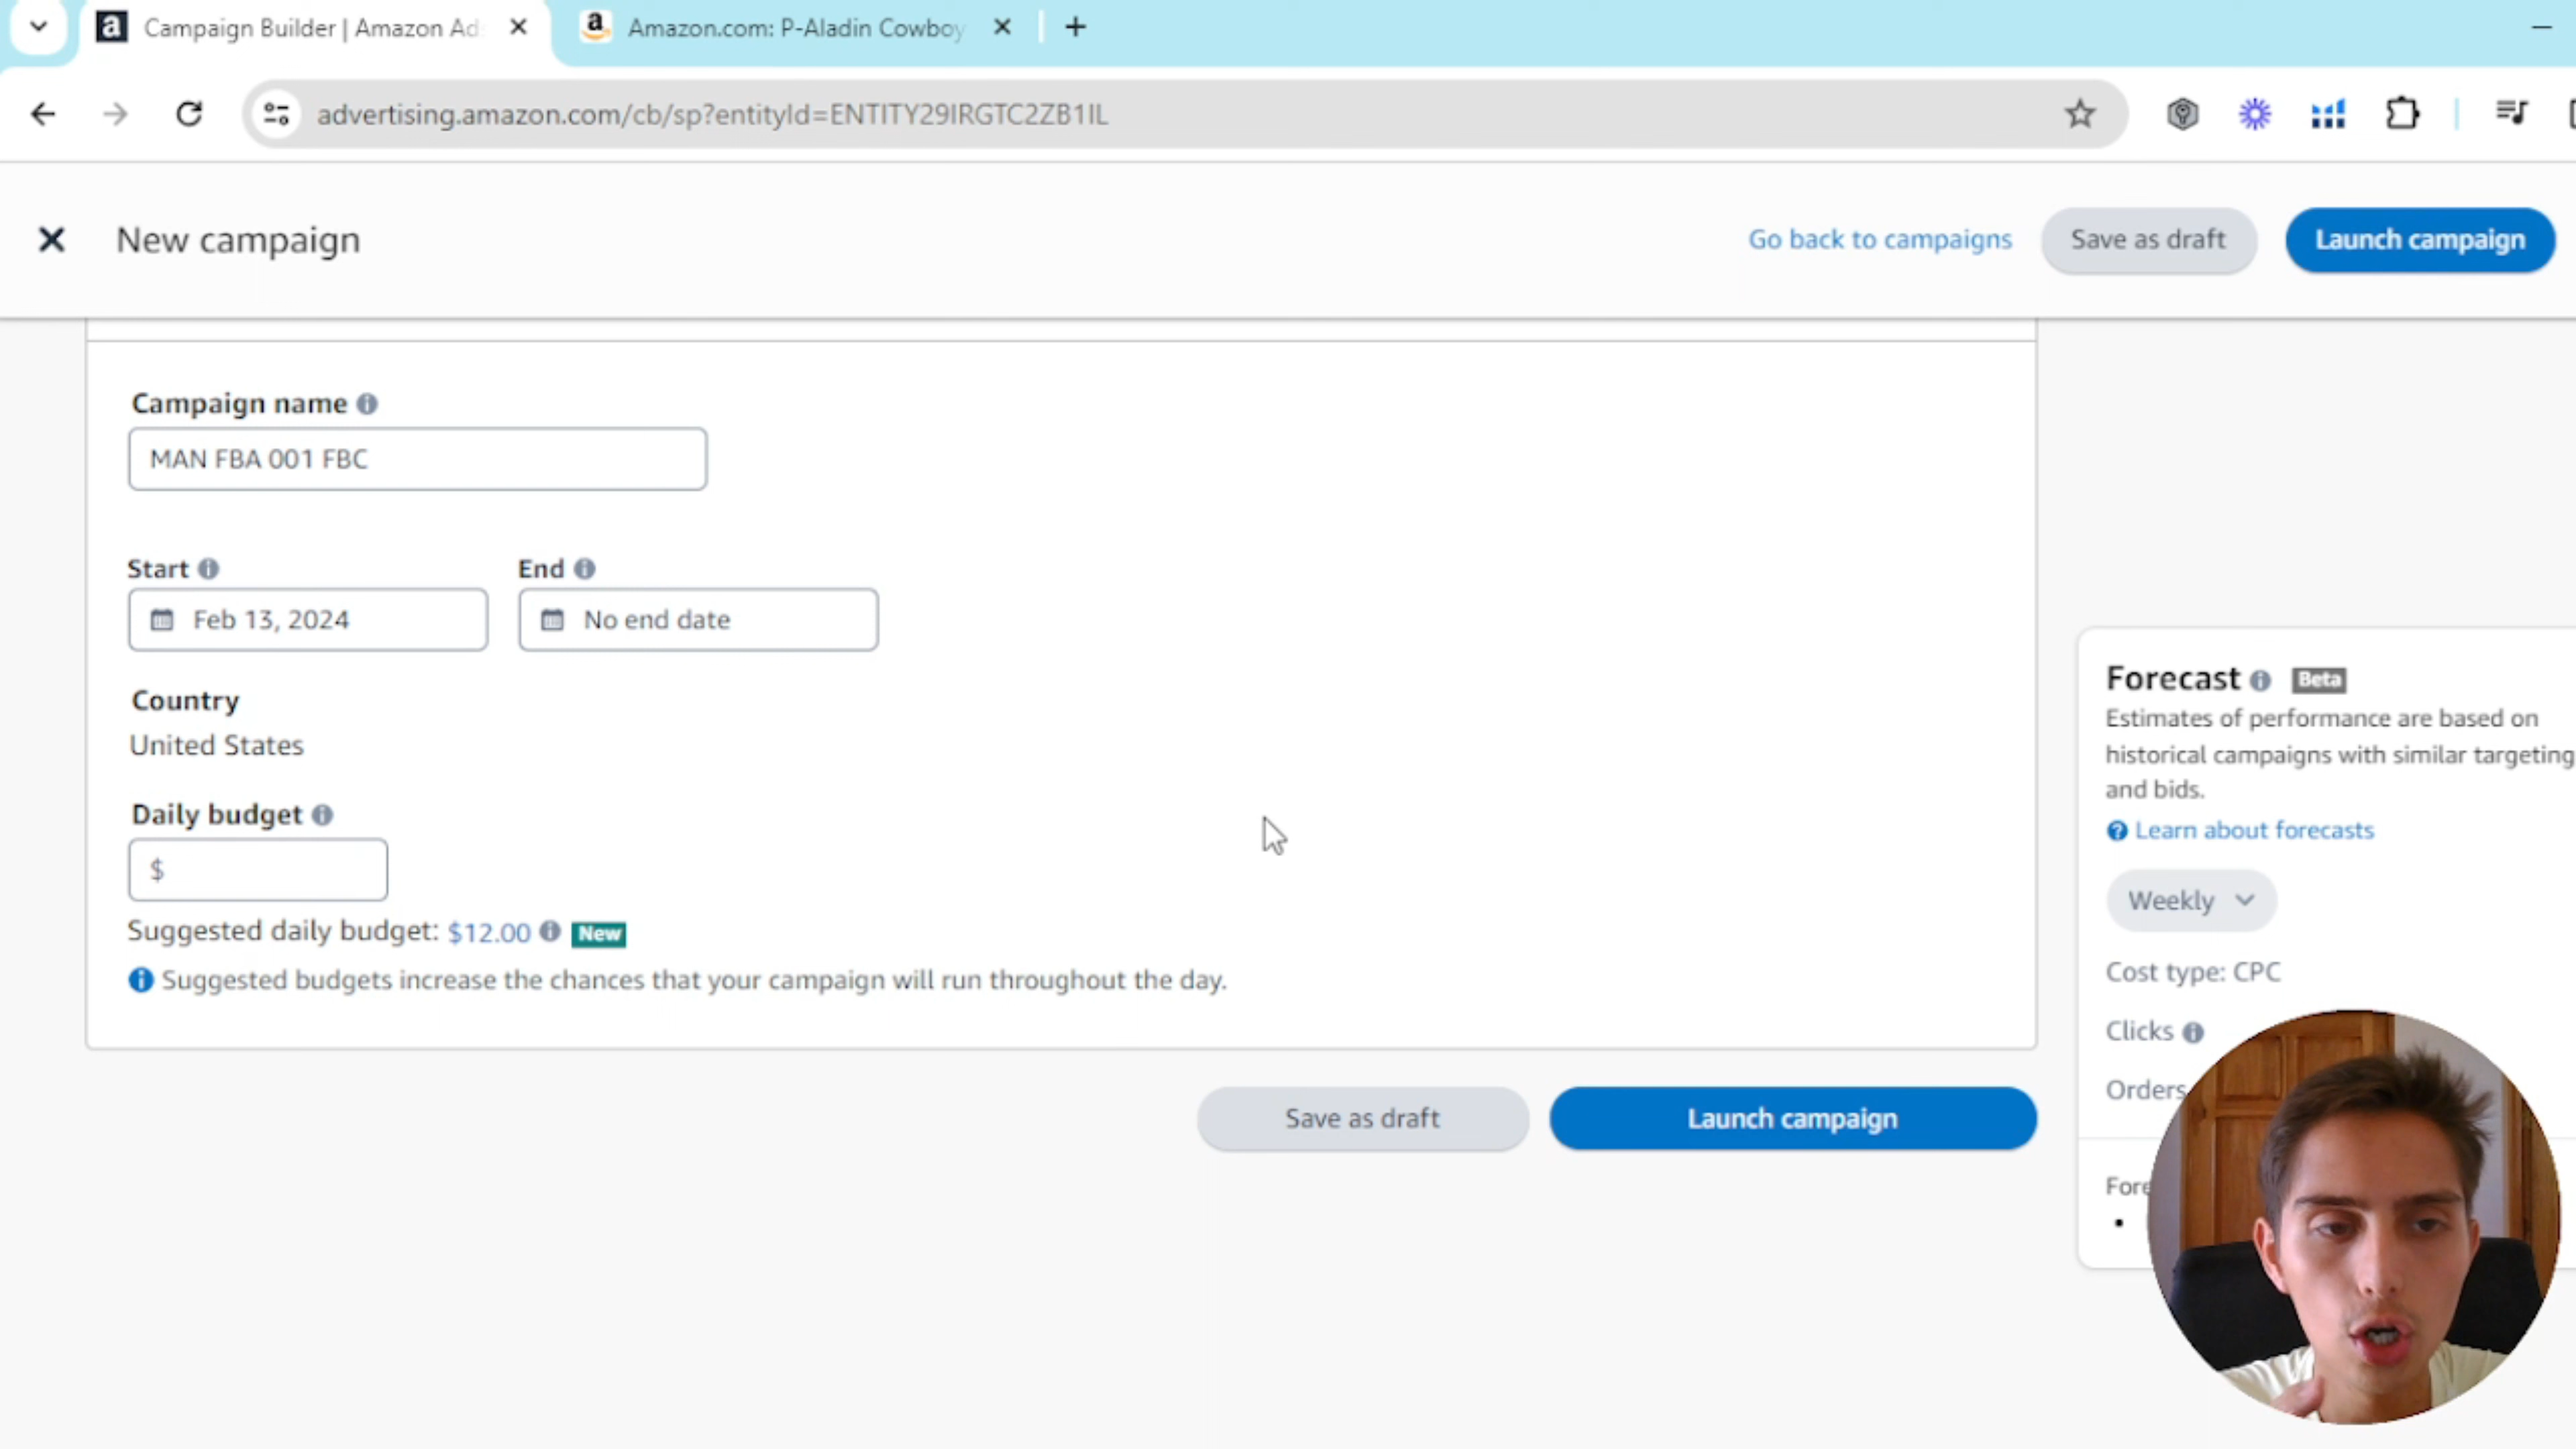 Campaign Builder | Amazon Ad
Amazon.com: P-Aladin Cowboy
advertising.amazon.com/cb/sp?entityId=ENTITY29IRGTC2ZB1IL
New campaign
Go back to campaigns
Save as draft
Launch campaign
Campaign name
MAN FBA 001 FBC
Start
End
Feb 13, 2024
No end date
Country
United States
Daily budget
$
Suggested daily budget: $12.00 New
Suggested budgets increase the chances that your campaign will run throughout the day.
Save as draft
Launch campaign
Forecast Beta
Estimates of performance are based on
historical campaigns with similar targeting
and bids.
Learn about forecasts
Weekly
Cost type: CPC
Clicks
Orders